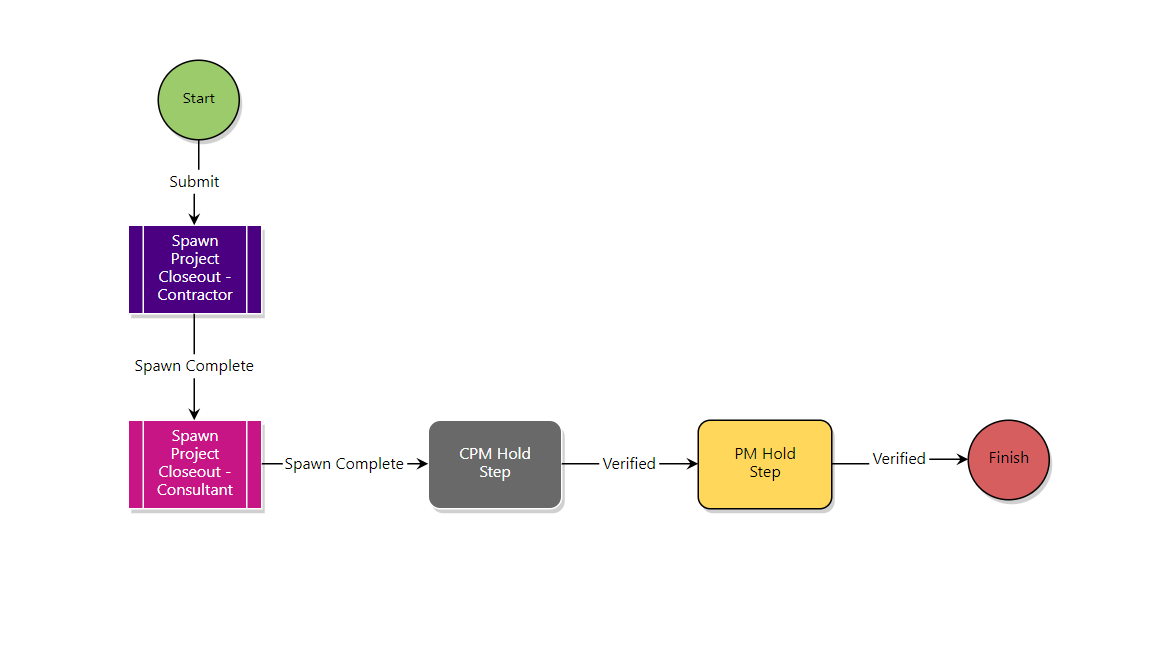 Start
Submit
Spawn
Project
Closeout -
Contractor
Spawn Complete
Spawn
Project
Closeout -
Consultant
Spawn Complete
CPM Hold
Step
Verified
PM Hold
Step
Verified
Finish